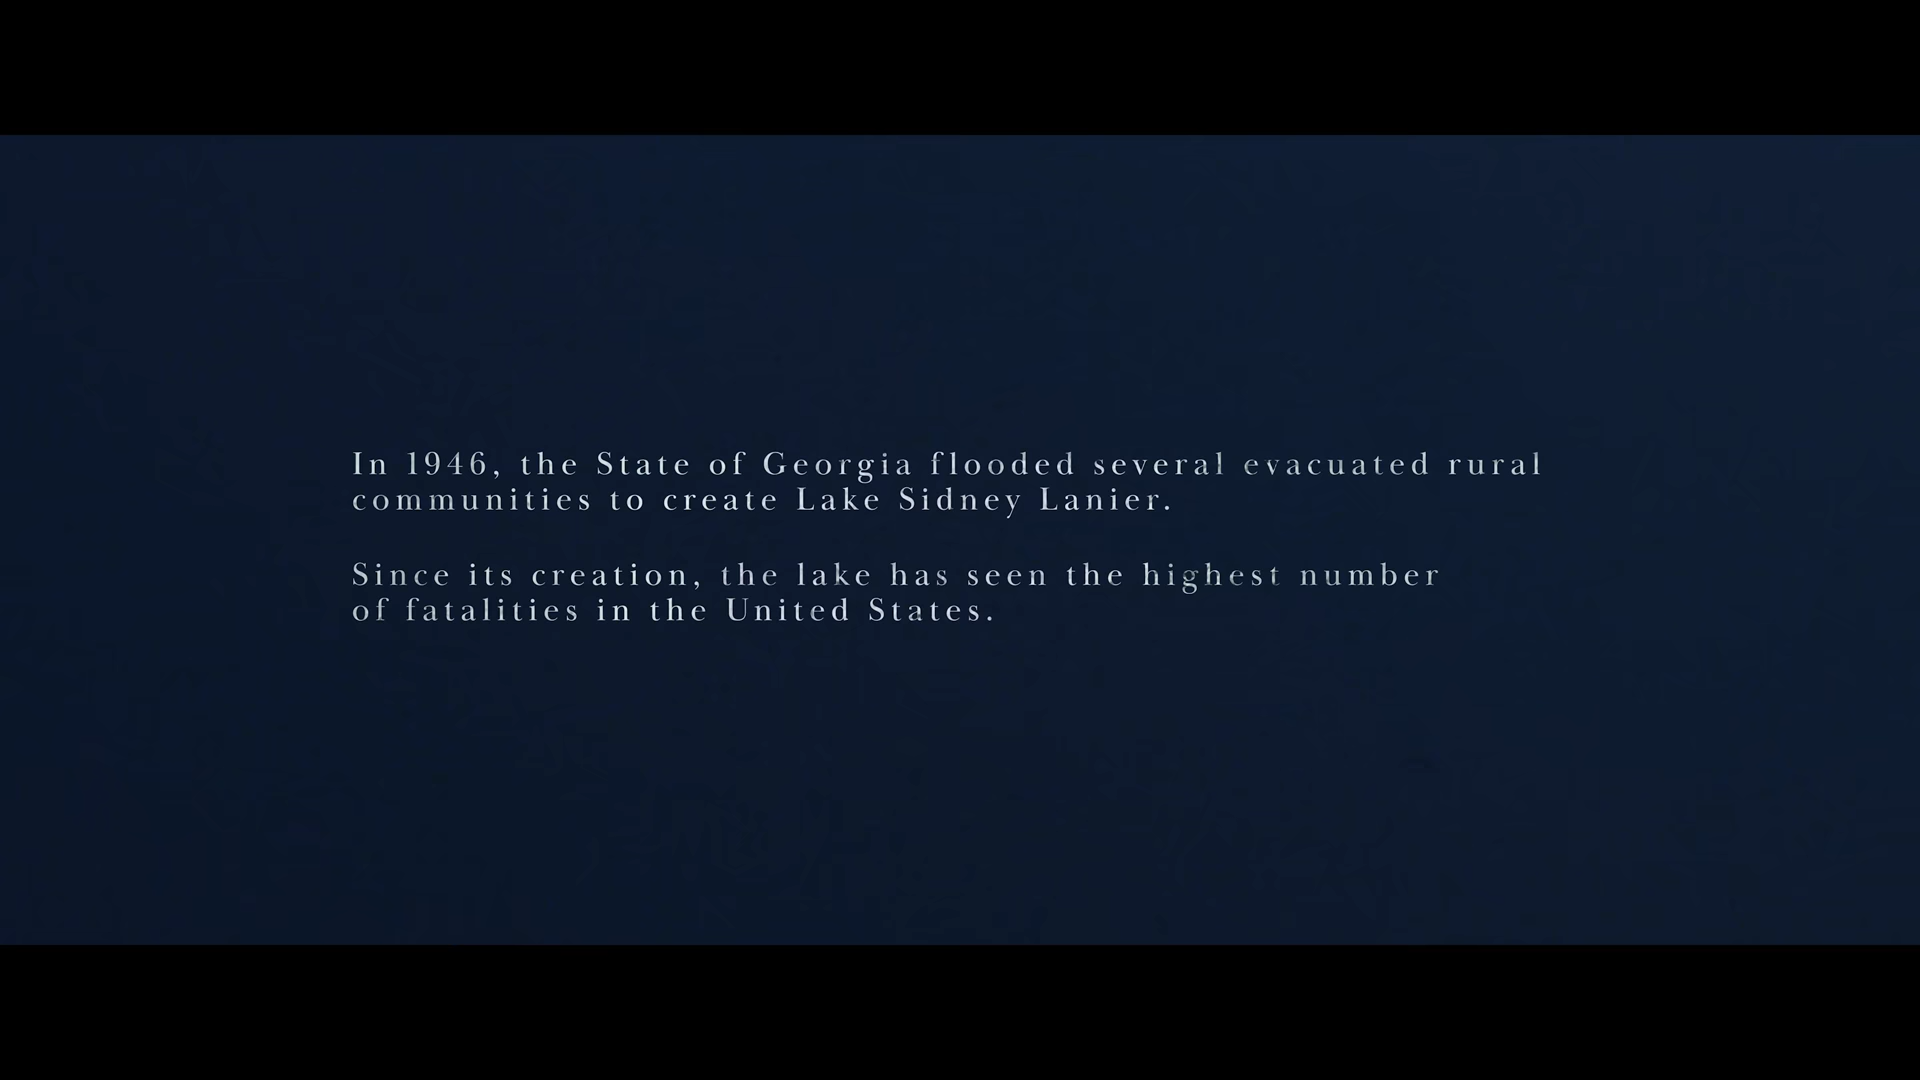 In 1946, the State of Georgia flooded several evacuated rural
communities to create Lake Sidney Lanier.
Since its creation, the lake has seen the highest number
of fatalities in the United States.